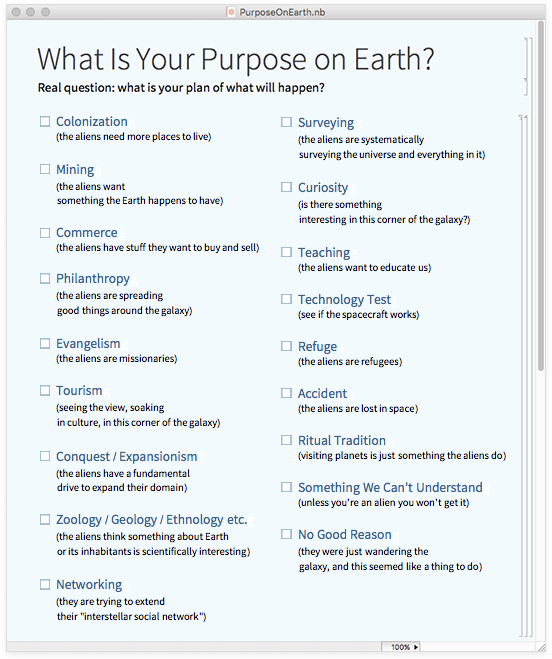 PurposeOnEarth.nb
What Is Your Purpose on Earth?
Real question: what is your plan of what will happen?
Colonization
(the aliens need more places to live)
Mining
(the aliens want
something the Earth happens to have)
Commerce
(the aliens have stuff they want to buy and sell)
Philanthropy
(the aliens are spreading
good things around the galaxy)
Evangelism
(the aliens are missionaries)
Tourism
(seeing the view, soaking
in culture, in this corner of the galaxy)
Conquest / Expansionism
(the aliens have a fundamental
drive to expand their domain)
Zoology / Geology / Ethnology etc.
(the aliens think something about Earth
or its inhabitants is scientifically interesting)
Networking
(they are trying to extend
their "interstellar social network")
Surveying
(the aliens are systematically
surveying the universe and everything in it)
Curiosity
(is there something
interesting in this corner of the galaxy?)
Teaching
(the aliens want to educate us)
Technology Test
(see if the spacecraft works)
Refuge
(the aliens are refugees)
Accident
(the aliens are lost in space)
Ritual Tradition
(visiting planets is just something the aliens do)
Something We Can't Understand
(unless you're an alien you won't get it)
No Good Reason
(they were just wandering the
galaxy, and this seemed like a thing to do)
100%